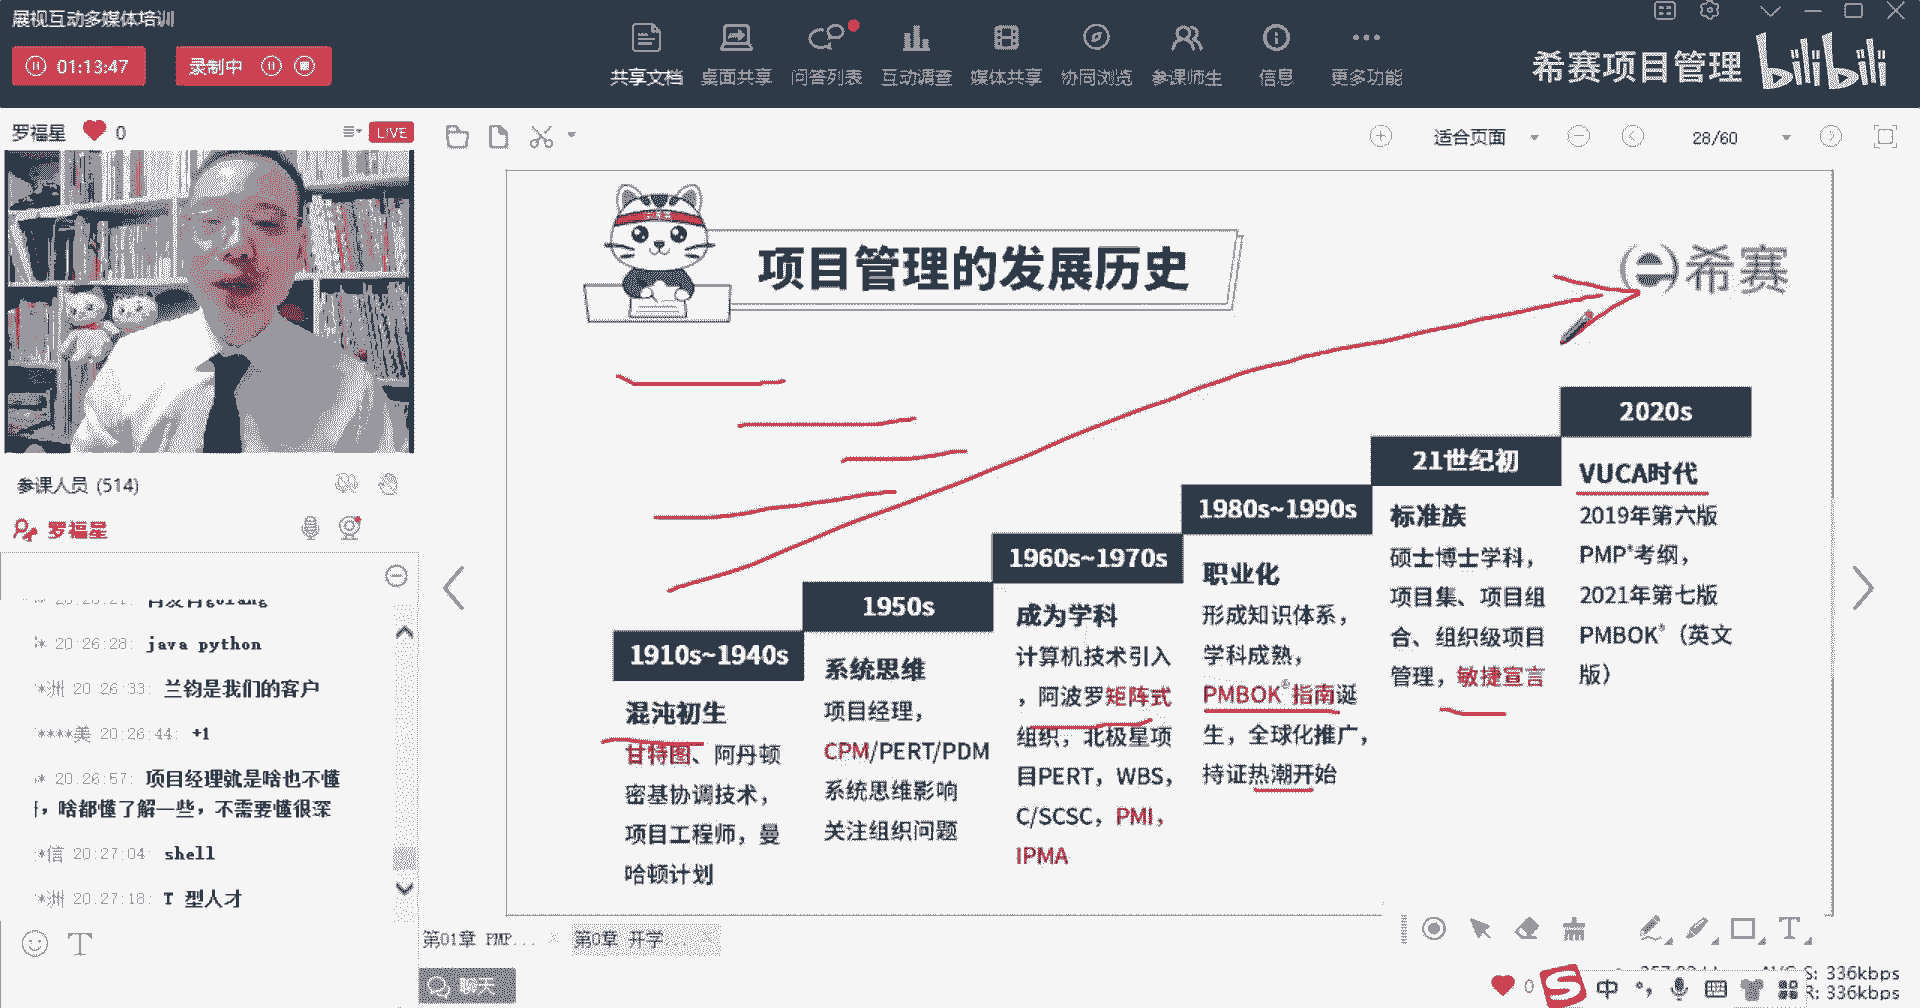 展视互动多媒体培训
01:13:47
录制中
共享文档
桌面共享
问答列表
互动调查
媒体共享
协同浏览
参课师生
信息
更多功能
希赛项目管理
bilibili
罗福星
0
LIVE
适合页面
28/60
项目管理的发展历史
希赛
1910s~1940s
混沌初生
甘特图、阿丹顿
密基协调技术，
项目工程师，曼
哈顿计划
1950s
系统思维
项目经理，
CPM/PERT/PDM
系统思维影响
关注组织问题
1960s~1970s
成为学科
计算机技术引入
，阿波罗矩阵式
组织，北极星项
目PERT，WBS，
C/SCSC，PMI，
IPMA
1980s~1990s
职业化
形成知识体系，
学科成熟，
PMBOK®指南诞
生，全球化推广，
持证热潮开始
21世纪初
标准族
硕士博士学科，
项目集、项目组
合、组织级项目
管理，敏捷宣言
2020s
VUCA时代
2019年第六版
PMP®考纲，
2021年第七版
PMBOK®（英文
版）
参课人员 (514)
罗福星
20:26:28: java python
*洲 20:26:33: 兰钧是我们的客户
****美 20:26:44: +1
20:26:57: 项目经理就是啥也不懂
，啥都懂了解一些，不需要懂很深
*信 20:27:04: shell
*洲 20:27:18: T 型人才
第01章 PMP...
第0章 开学...
聊天
0
中
S: 336kbps
R: 336kbps